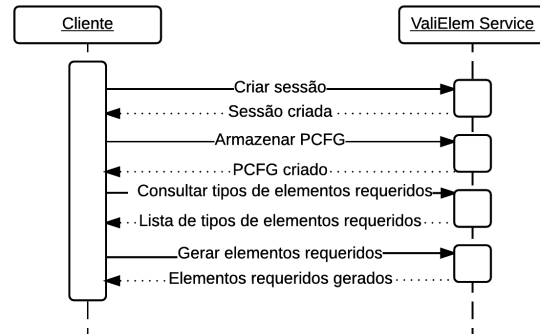 Cliente
ValiElem Service
Criar sessão
Sessão criada
Armazenar PCFG
PCFG criado
Consultar tipos de elementos requeridos
Lista de tipos de elementos requeridos
Gerar elementos requeridos
Elementos requeridos gerados